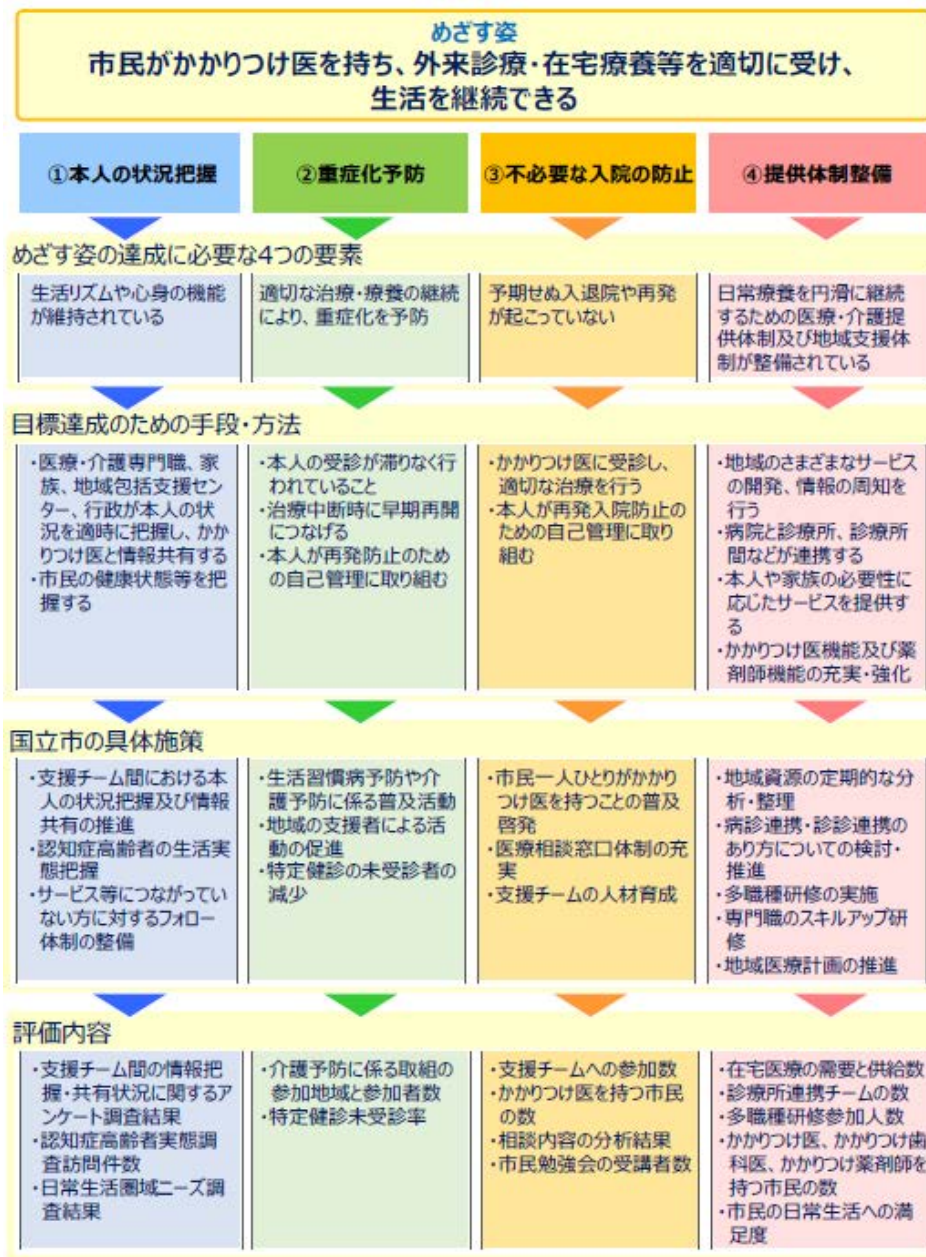 めざす姿
市民がかかりつけ医を持ち、外来診療・在宅療養等を適切に受け、
生活を継続できる
①本人の状況把握
②重症化予防
③不必要な入院の防止
④提供体制整備
めざす姿の達成に必要な4つの要素
生活リズムや心身の機能
が維持されている
適切な治療・療養の継続
により、重症化を予防
予期せぬ入退院や再発
が起こっていない
日常療養を円滑に継続
するための医療・介護提
供体制及び地域支援体
制が整備されている
目標達成のための手段・方法
・医療・介護専門職、家
族、地域包括支援セン
ター、行政が本人の状
況を適時に把握し、かか
りつけ医と情報共有する
・市民の健康状態等を把
握する
・本人の受診が滞りなく行
われていること
・治療中断時に早期再開
につなげる
・本人が再発防止のため
の自己管理に取り組む
・かかりつけ医に受診し、
適切な治療を行う
・本人が再発入院防止の
ための自己管理に取り
組む
・地域のさまざまなサービス
の開発、情報の周知を
行う
・病院と診療所、診療所
間などが連携する
・本人や家族の必要性に
応じたサービスを提供す
る
・かかりつけ医機能及び薬
剤師機能の充実・強化
国立市の具体施策
・支援チーム間における本
人の状況把握及び情報
共有の推進
・認知症高齢者の生活実
態把握
・サービス等につながってい
ない方に対するフォロー
体制の整備
・生活習慣病予防や介
護予防に係る普及活動
・地域の支援者による活
動の促進
・特定健診の未受診者の
減少
・市民一人ひとりがかかり
つけ医を持つことの普及
啓発
・医療相談窓口体制の充
実
・支援チームの人材育成
・地域資源の定期的な分
析・整理
・病診連携・診診連携の
あり方についての検討・
推進
・多職種研修の実施
・専門職のスキルアップ研
修
・地域医療計画の推進
評価内容
・支援チーム間の情報把
握・共有状況に関するア
ンケート調査結果
・認知症高齢者実態調
査訪問件数
・日常生活圏域ニーズ調
査結果
・介護予防に係る取組の
参加地域と参加者数
・特定健診未受診率
・支援チームへの参加数
・かかりつけ医を持つ市民
の数
・相談内容の分析結果
・市民勉強会の受講者数
・在宅医療の需要と供給数
・診療所連携チームの数
・多職種研修参加人数
・かかりつけ医、かかりつけ歯
科医、かかりつけ薬剤師を
持つ市民の数
・市民の日常生活への満
足度